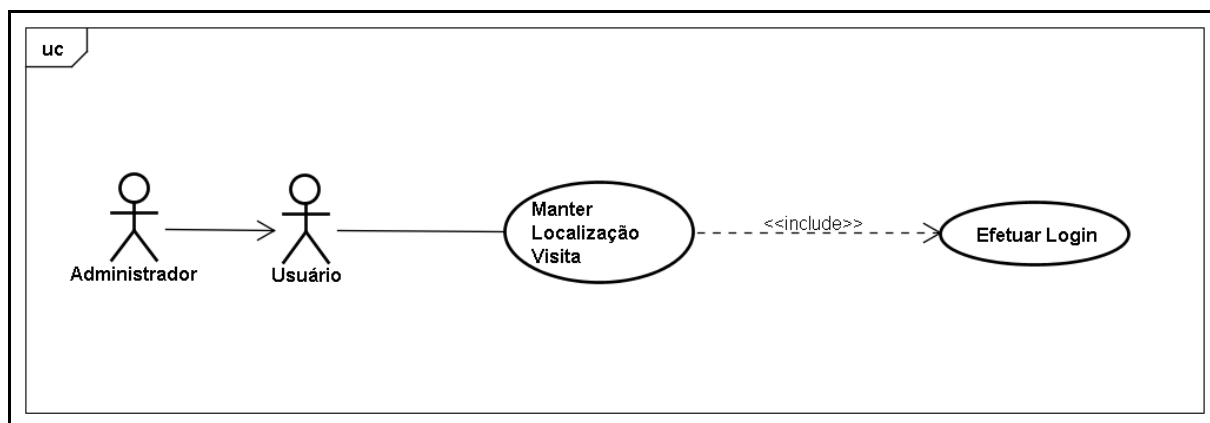 uc
Administrador
Usuário
Manter
Localização
Visita
<<include>>
Efetuar Login